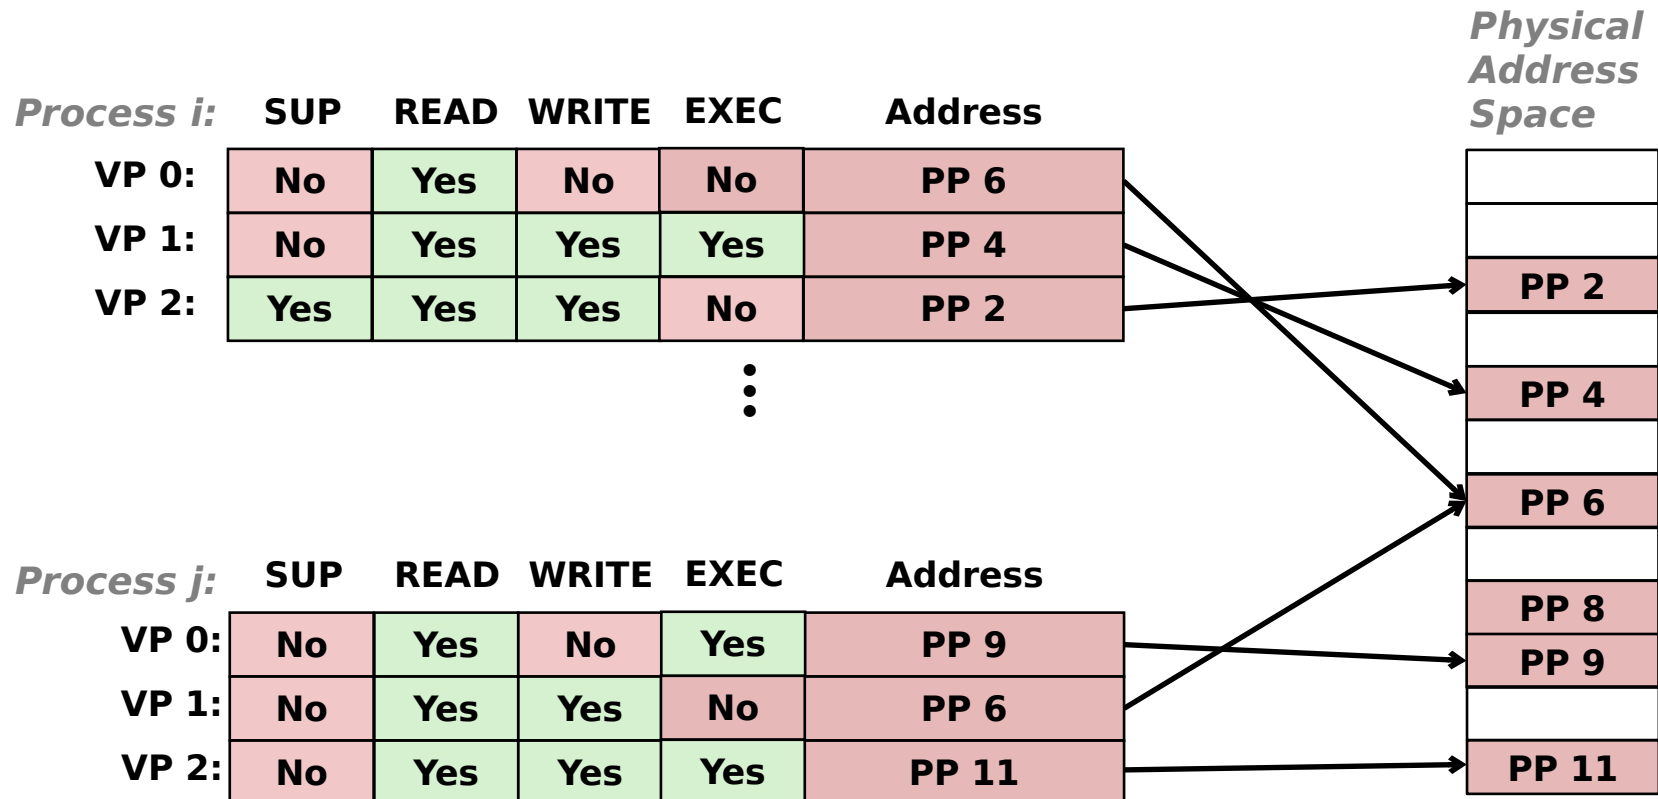 Physical
Address
Space
Process i: SUP READ WRITE EXEC Address
VP 0: No Yes No No PP 6
VP 1: No Yes Yes Yes PP 4
VP 2: Yes Yes Yes No PP 2
PP 2
PP 4
PP 6
PP 8
PP 9
PP 11
Process j: SUP READ WRITE EXEC Address
VP 0: No Yes No Yes PP 9
VP 1: No Yes Yes No PP 6
VP 2: No Yes Yes Yes PP 11